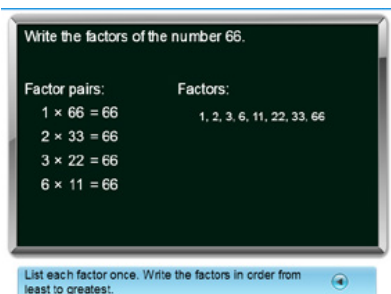 Write the factors of the number 66.
Factor pairs:
1 × 66 = 66
2 × 33 = 66
3 × 22 = 66
6 × 11 = 66
Factors:
1, 2, 3, 6, 11, 22, 33, 66
List each factor once. Write the factors in order from
least to greatest.